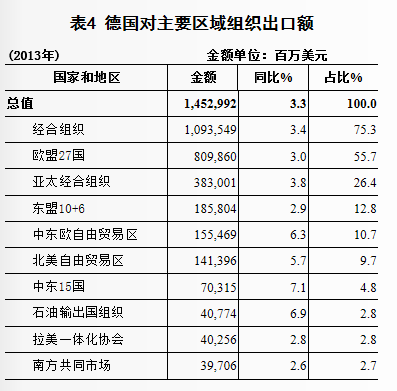 表4 德国对主要区域组织出口额
(2013年) 金额单位：百万美元
国家和地区 金额 同比% 占比%
总值 1,452,992 3.3 100.0
经合组织 1,093,549 3.4 75.3
欧盟27国 809,860 3.0 55.7
亚太经合组织 383,001 3.8 26.4
东盟10+6 185,804 2.9 12.8
中东欧自由贸易区 155,469 6.3 10.7
北美自由贸易区 141,396 5.7 9.7
中东15国 70,315 7.1 4.8
石油输出国组织 40,774 6.9 2.8
拉美一体化协会 40,256 2.8 2.8
南方共同市场 39,706 2.6 2.7